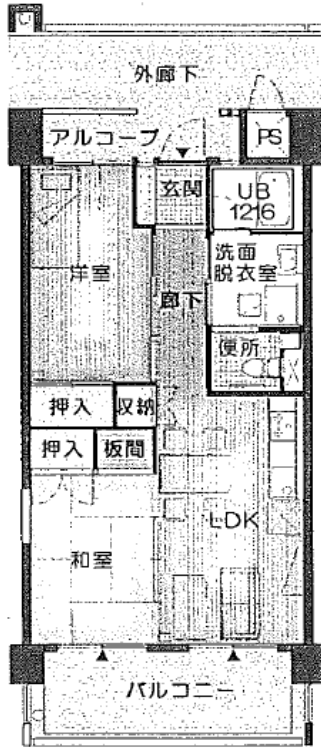 外廊下
アルコーブ
PS
玄関
UB
1216
洋室
洗面
脱衣室
廊下
便所
押入
収納
押入
板間
LDK
和室
バルコニー